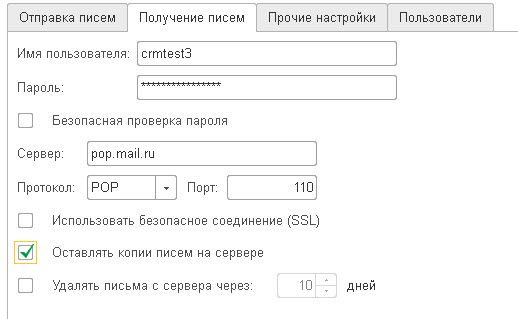 Отправка писем Получение писем Прочие настройки Пользователи
Имя пользователя: crmtest3
Пароль: ****************
Безопасная проверка пароля
Сервер: pop.mail.ru
Протокол: POP Порт: 110
Использовать безопасное соединение (SSL)
Оставлять копии писем на сервере
Удалять письма с сервера через: 10 дней